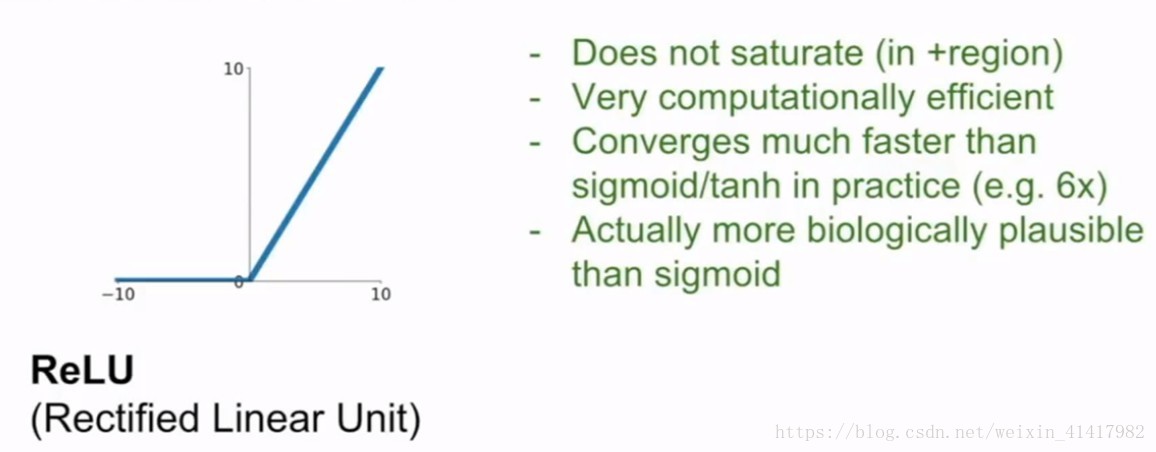 10
0
−10
10
- Does not saturate (in +region)
- Very computationally efficient
- Converges much faster than
sigmoid/tanh in practice (e.g. 6x)
- Actually more biologically plausible
than sigmoid
ReLU
(Rectified Linear Unit)
https://blog.csdn.net/weixin_41417982